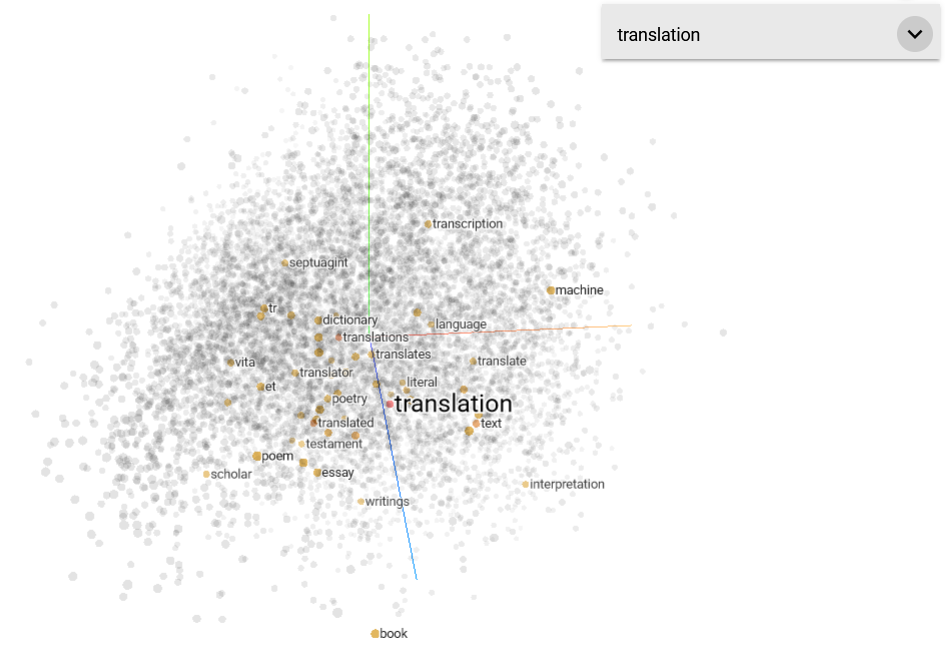 translation
transcription
septuagint
machine
tr
dictionary
language
translations
translates
vita
translate
translator
et
literal
poetry
translation
translated
text
testament
poem
scholar
essay
interpretation
writings
book